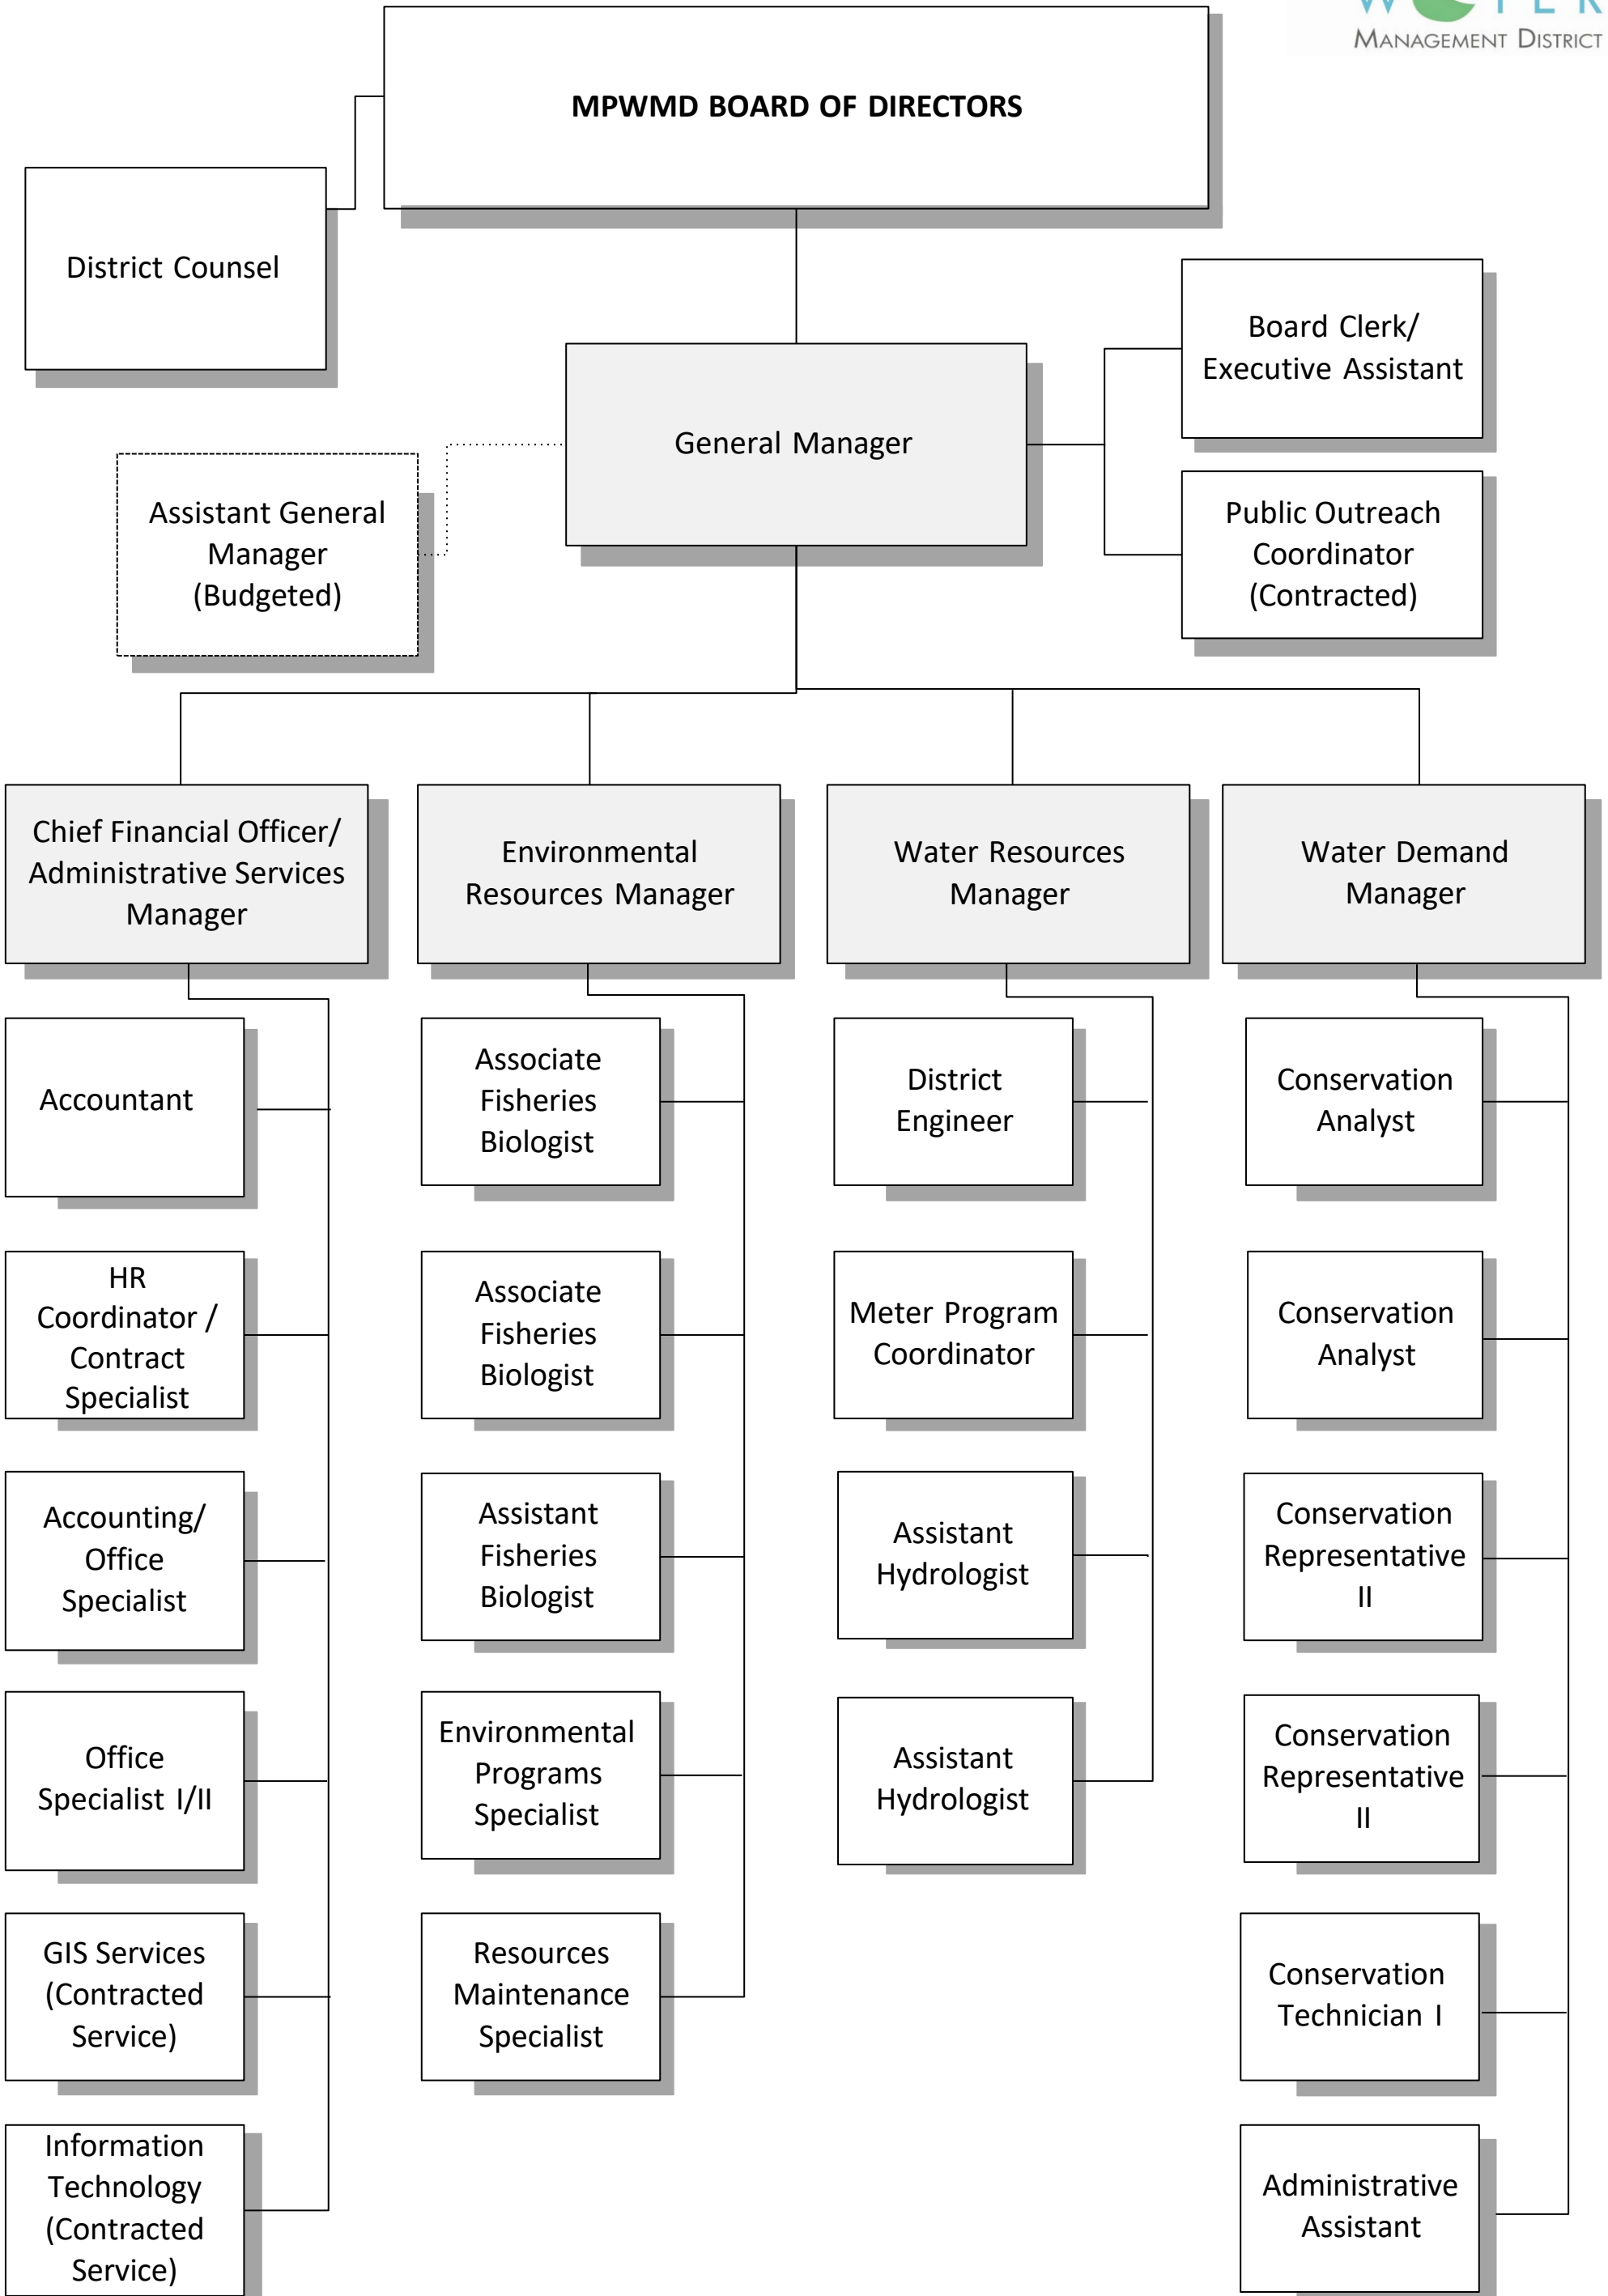 MANAGEMENT DISTRICT
MPWMD BOARD OF DIRECTORS
District Counsel
Board Clerk/
Executive Assistant
General Manager
Assistant General
Manager
(Budgeted)
Public Outreach
Coordinator
(Contracted)
Chief Financial Officer/
Administrative Services
Manager
Environmental
Resources Manager
Water Resources
Manager
Water Demand
Manager
Accountant
Associate
Fisheries
Biologist
District
Engineer
Conservation
Analyst
HR
Coordinator /
Contract
Specialist
Associate
Fisheries
Biologist
Meter Program
Coordinator
Conservation
Analyst
Accounting/
Office
Specialist
Assistant
Fisheries
Biologist
Assistant
Hydrologist
Conservation
Representative
II
Office
Specialist I/II
Environmental
Programs
Specialist
Assistant
Hydrologist
Conservation
Representative
II
GIS Services
(Contracted
Service)
Resources
Maintenance
Specialist
Conservation
Technician I
Information
Technology
(Contracted
Service)
Administrative
Assistant